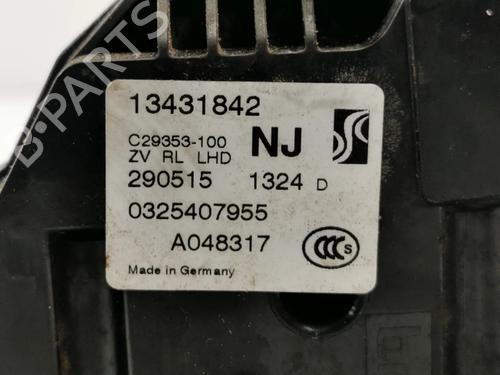 13431842
C29353-100 NJ
ZV RL LHD
290515 1324 D
0325407955
A048317
CCC S
Made in Germany
B-PARTS